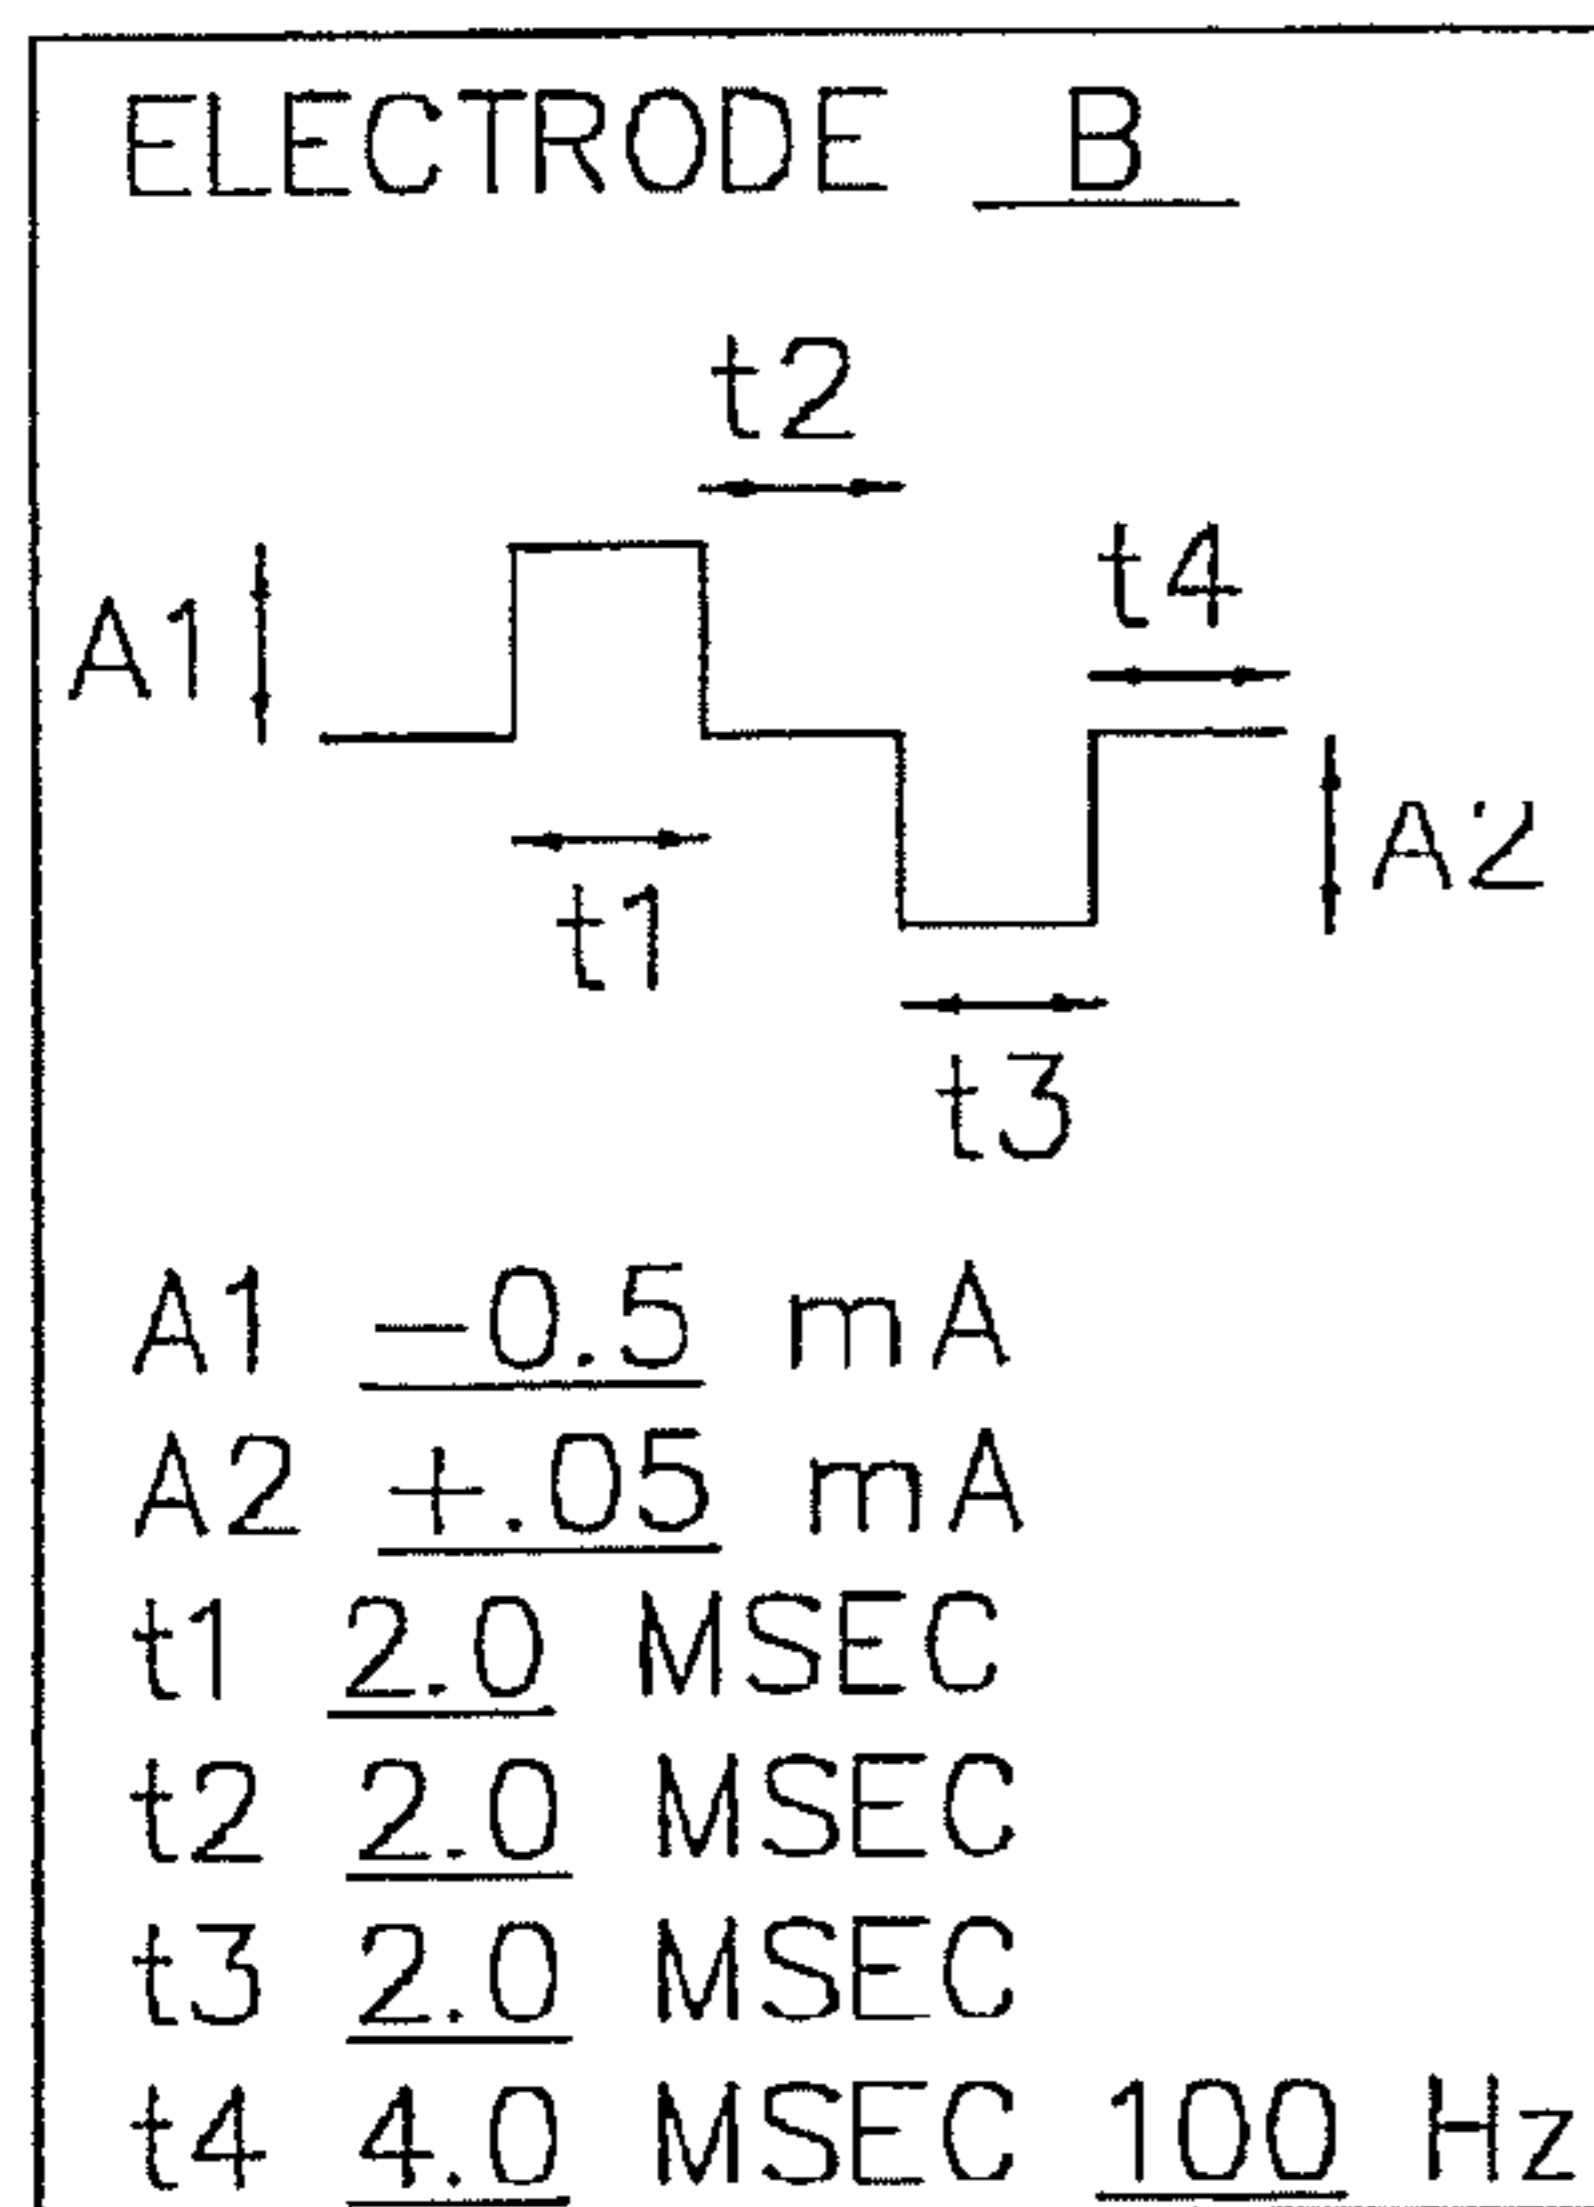 ELECTRODE B
t2
t4
A1
A2
t1
t3
A1 -0.5 mA
A2 +.05 mA
t1 2.0 MSEC
t2 2.0 MSEC
t3 2.0 MSEC
t4 4.0 MSEC 100 Hz